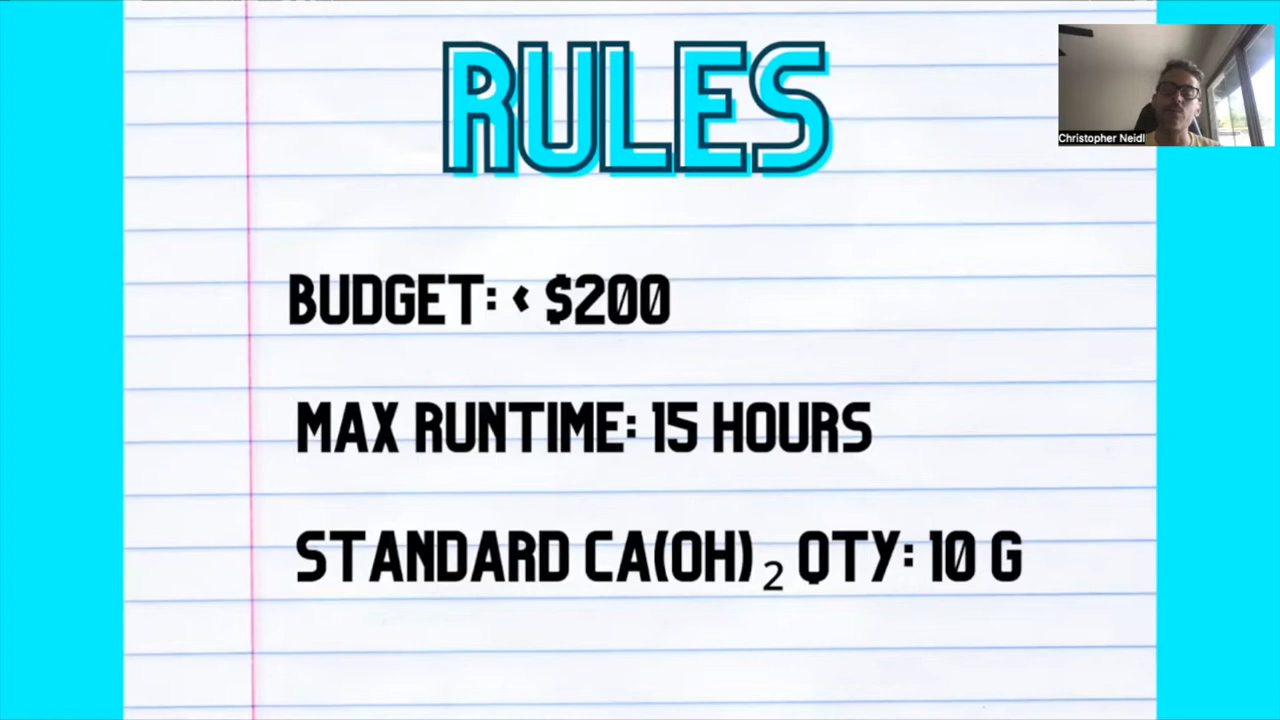 RULES
Christopher Neidl
BUDGET: < $200
MAX RUNTIME: 15 HOURS
STANDARD CA(OH)₂ QTY: 10 G